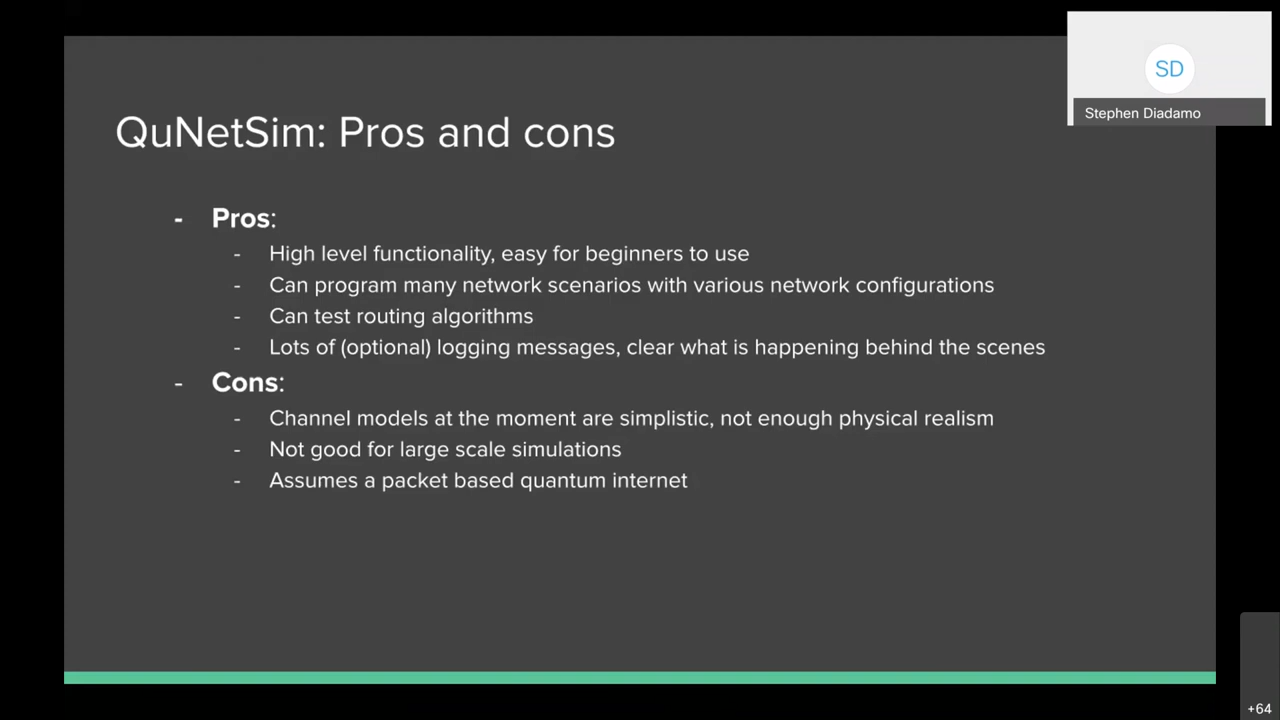 SD
Stephen Diadamo
QuNetSim: Pros and cons
- Pros:
- High level functionality, easy for beginners to use
- Can program many network scenarios with various network configurations
- Can test routing algorithms
- Lots of (optional) logging messages, clear what is happening behind the scenes
- Cons:
- Channel models at the moment are simplistic, not enough physical realism
- Not good for large scale simulations
- Assumes a packet based quantum internet
+64